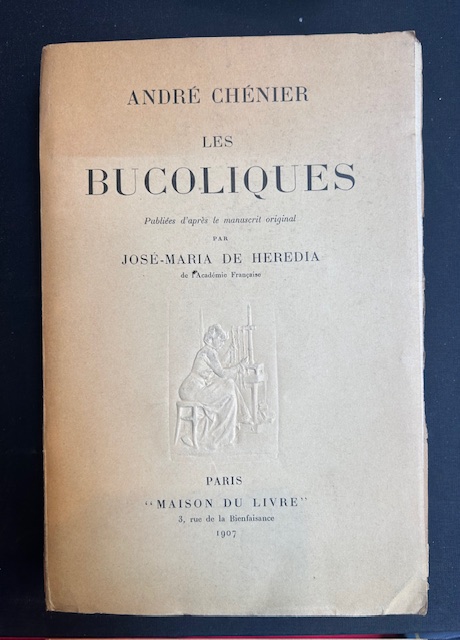 ANDRÉ CHÉNIER
LES
BUCOLIQUES
Publiées d'après le manuscrit original
PAR
JOSÉ-MARIA DE HEREDIA
de l'Académie Française
PARIS
"MAISON DU LIVRE"
3, rue de la Bienfaisance
1907